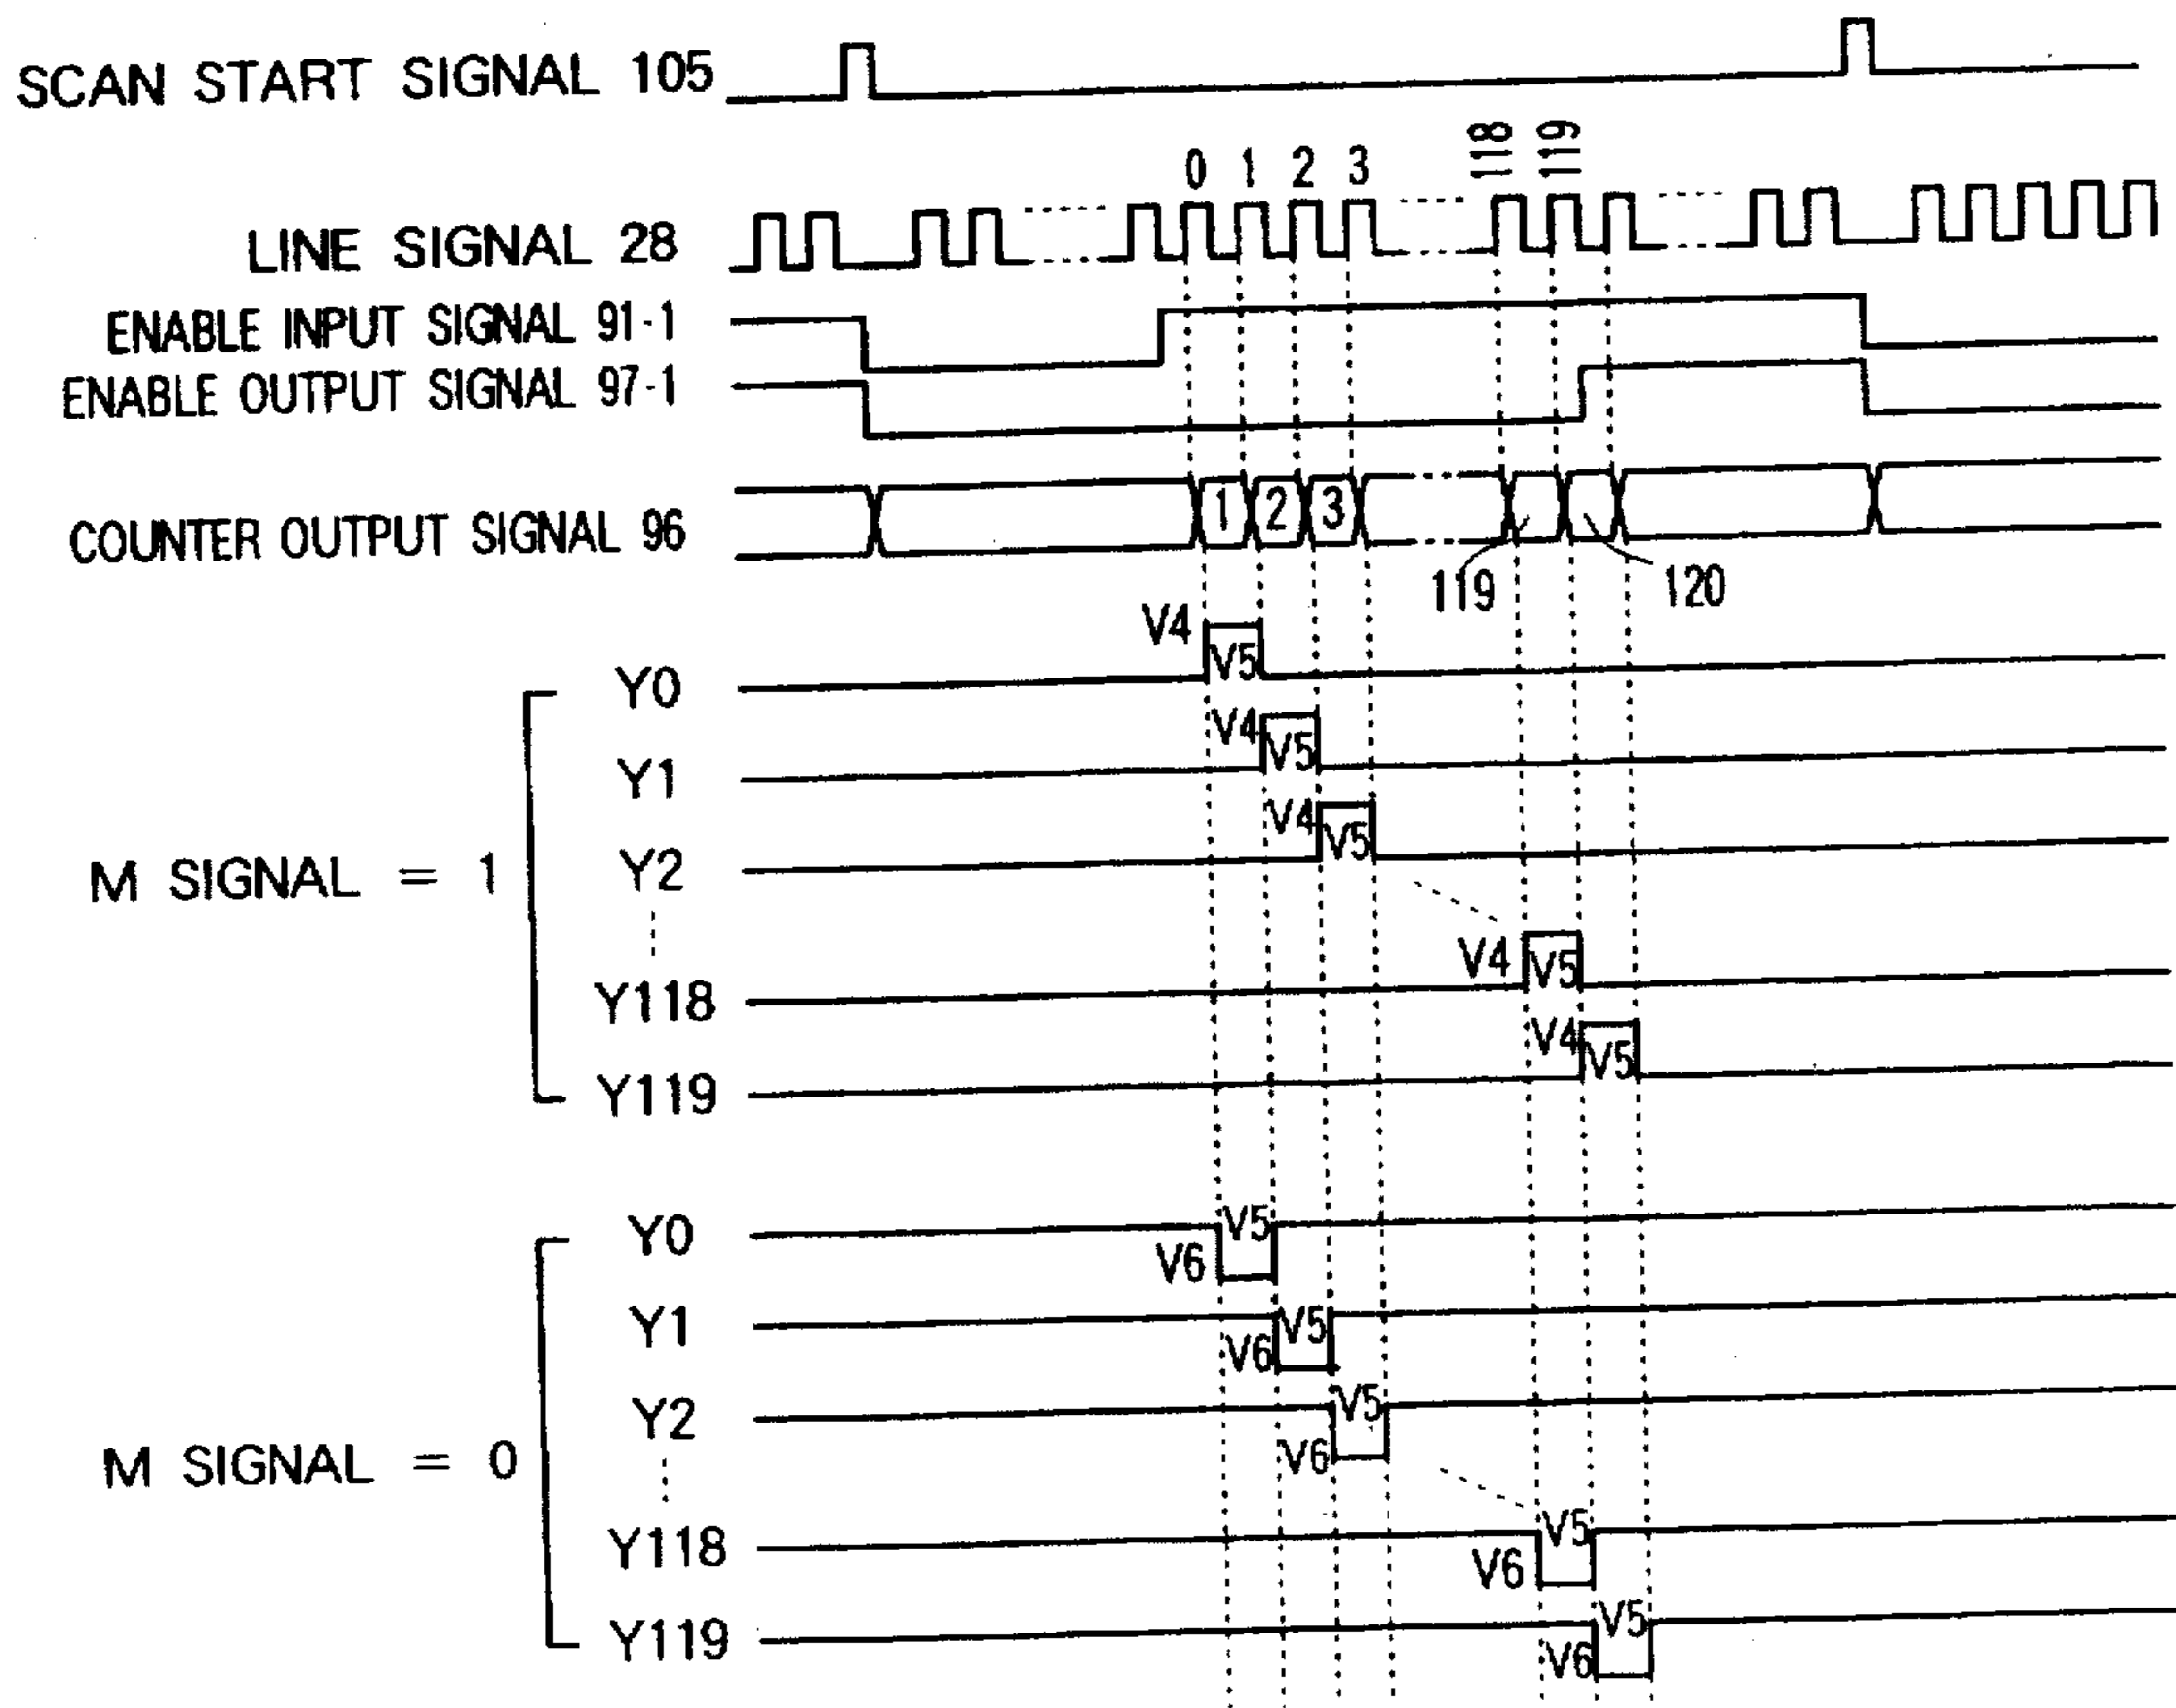 SCAN START SIGNAL 105
0 1 2 3 118 119
LINE SIGNAL 28
ENABLE INPUT SIGNAL 91-1
ENABLE OUTPUT SIGNAL 97-1
COUNTER OUTPUT SIGNAL 96
1 2 3
119 120
M SIGNAL = 1
Y0 V4 V5
Y1 V4 V5
Y2 V4 V5
Y118 V4 V5
Y119 V4 V5
M SIGNAL = 0
Y0 V6 V5
Y1 V6 V5
Y2 V6 V5
Y118 V6 V5
Y119 V6 V5